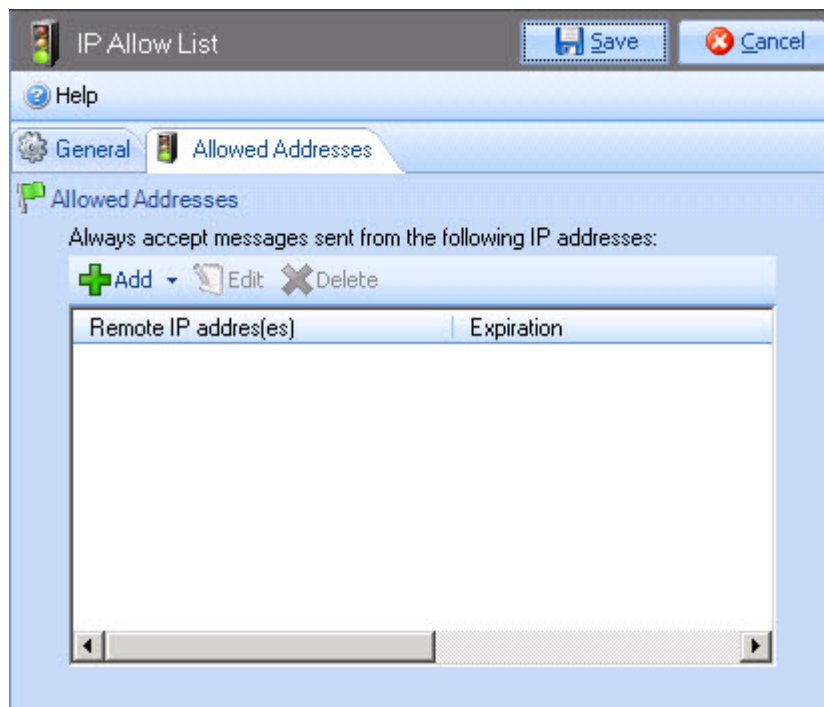 IP Allow List
Save
Cancel
Help
General
Allowed Addresses
Allowed Addresses
Always accept messages sent from the following IP addresses:
Add
Edit
Delete
Remote IP addres(es)
Expiration